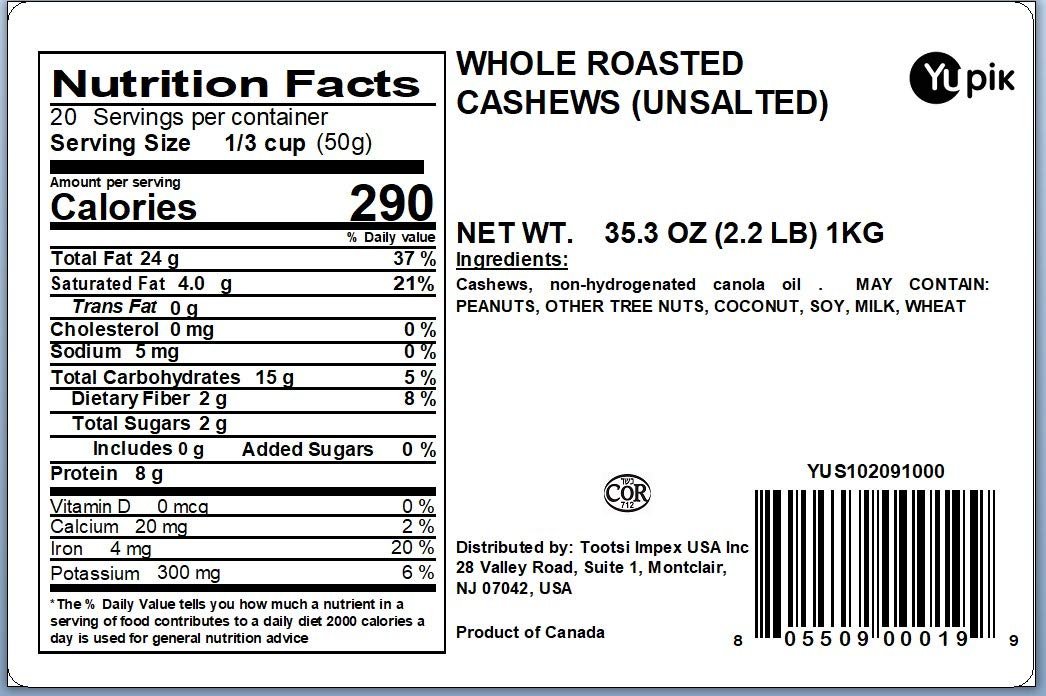 Nutrition Facts
20 Servings per container
Serving Size 1/3 cup (50g)
Amount per serving
Calories 290
% Daily value
Total Fat 24 g 37 %
Saturated Fat 4.0 g 21%
Trans Fat 0 g
Cholesterol 0 mg 0 %
Sodium 5 mg 0 %
Total Carbohydrates 15 g 5 %
Dietary Fiber 2 g 8 %
Total Sugars 2 g
Includes 0 g Added Sugars 0 %
Protein 8 g
Vitamin D 0 mcg 0 %
Calcium 20 mg 2 %
Iron 4 mg 20 %
Potassium 300 mg 6 %
*The % Daily Value tells you how much a nutrient in a
serving of food contributes to a daily diet 2000 calories a
day is used for general nutrition advice
WHOLE ROASTED
CASHEWS (UNSALTED)
Yupik
NET WT. 35.3 OZ (2.2 LB) 1KG
Ingredients:
Cashews, non-hydrogenated canola oil . MAY CONTAIN:
PEANUTS, OTHER TREE NUTS, COCONUT, SOY, MILK, WHEAT
כשר
COR
712
Distributed by: Tootsi Impex USA Inc
28 Valley Road, Suite 1, Montclair,
NJ 07042, USA
Product of Canada
YUS102091000
8 05509 00019 9